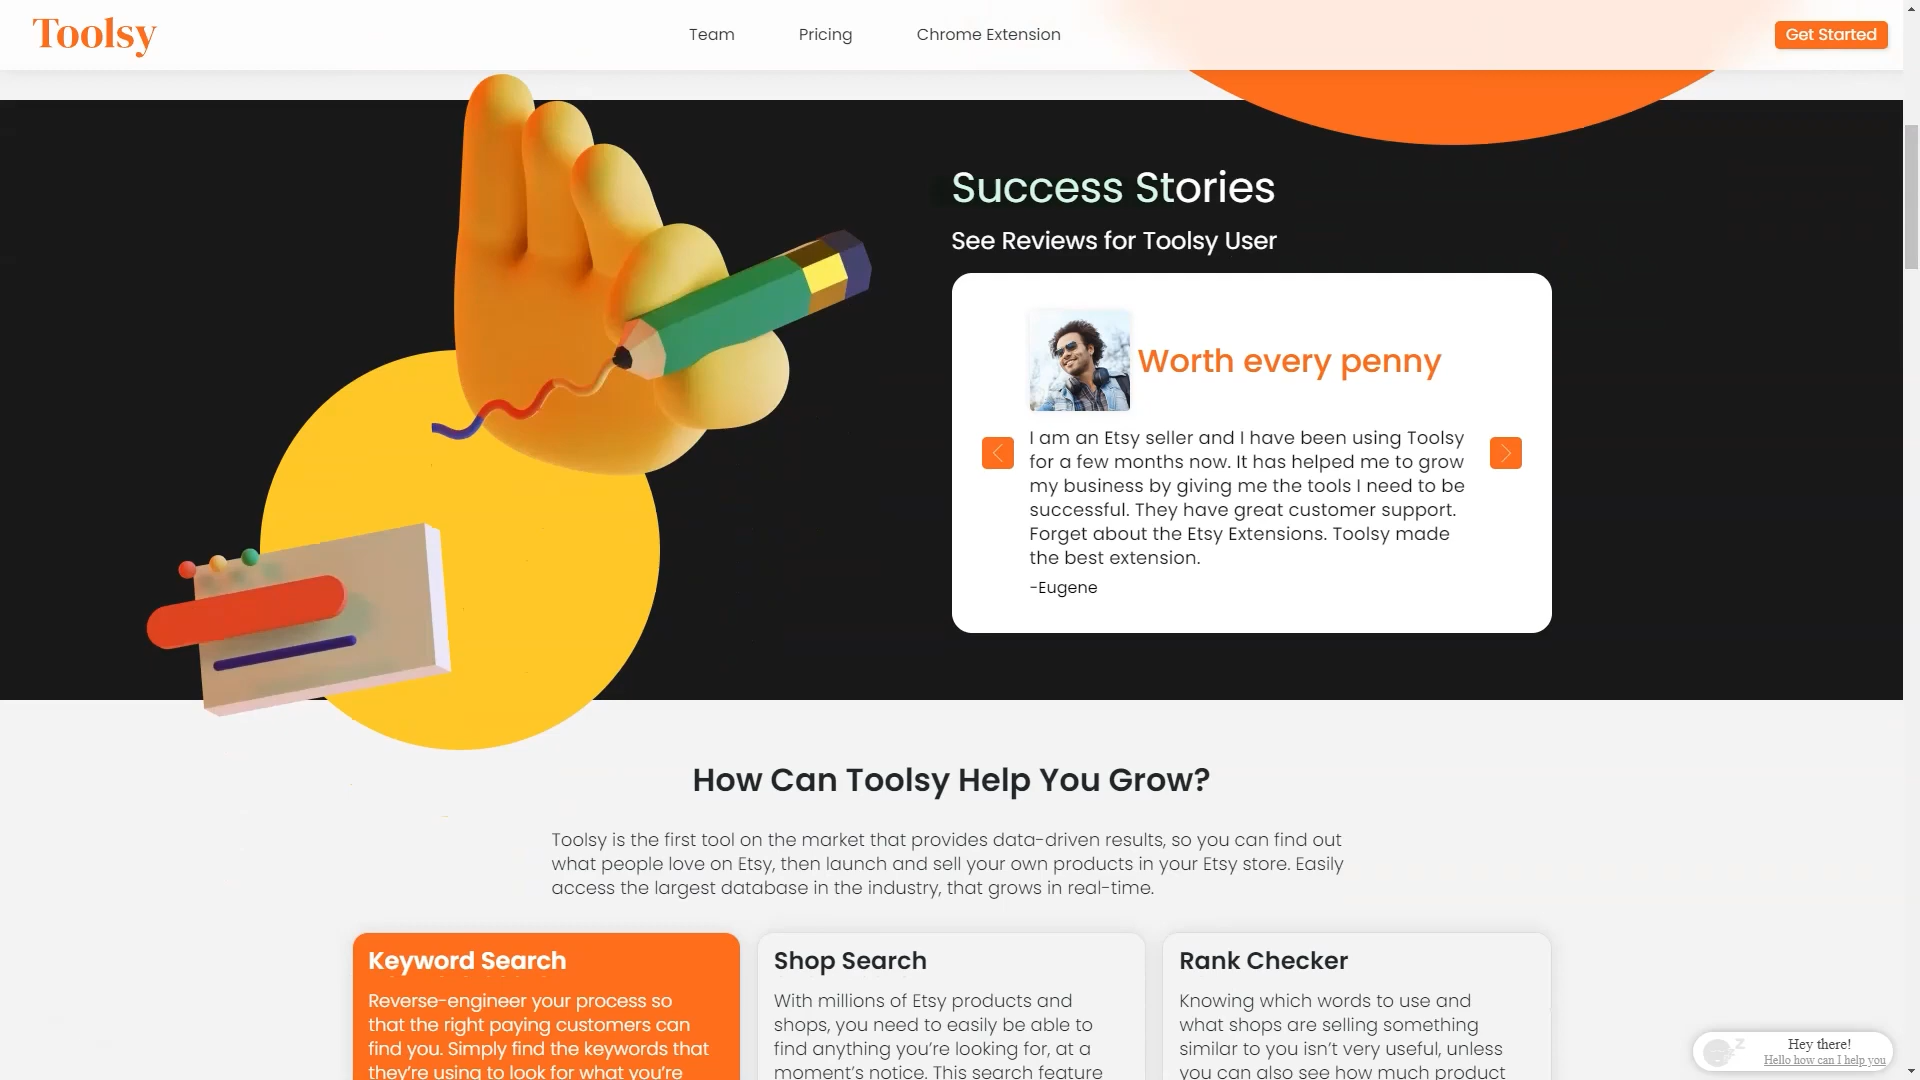 Toolsy
Team
Pricing
Chrome Extension
Get Started
Success Stories
See Reviews for Toolsy User
Worth every penny
I am an Etsy seller and I have been using Toolsy
for a few months now. It has helped me to grow
my business by giving me the tools I need to be
successful. They have great customer support.
Forget about the Etsy Extensions. Toolsy made
the best extension.
-Eugene
How Can Toolsy Help You Grow?
Toolsy is the first tool on the market that provides data-driven results, so you can find out
what people love on Etsy, then launch and sell your own products in your Etsy store. Easily
access the largest database in the industry, that grows in real-time.
Keyword Search
Reverse-engineer your process so
that the right paying customers can
find you. Simply find the keywords that
they’re using to look for what you’re
Shop Search
With millions of Etsy products and
shops, you need to easily be able to
find anything you’re looking for, at a
moment’s notice. This search feature
Rank Checker
Knowing which words to use and
what shops are selling something
similar to you isn’t very useful, unless
you can also see how much product
Hey there!
Hello how can I help you